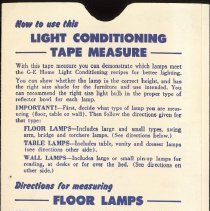 How to use this
LIGHT CONDITIONING
TAPE MEASURE
With this tape measure you can demonstrate which lamps meet
the G-E Home Light Conditioning recipes for better lighting.
You can show whether the lamp is the correct height, and has
the right size shade for the furniture and use intended. You
can recommend the right size light bulb in the proper type of
reflector bowl for each lamp.
IMPORTANT!—First, decide what type of lamp you are meas-
uring (floor, table or wall). Then follow the directions given for
that type:
FLOOR LAMPS—Includes large and small types, swing
arm, bridge or reading lamps. (See directions below.)
TABLE LAMPS—Includes table, vanity and dresser lamps
(see directions other side).
WALL LAMPS—Includes large or small pin-up lamps for
reading, at desks or for over the bed. (See directions on
other side.)
Directions for measuring
FLOOR LAMPS